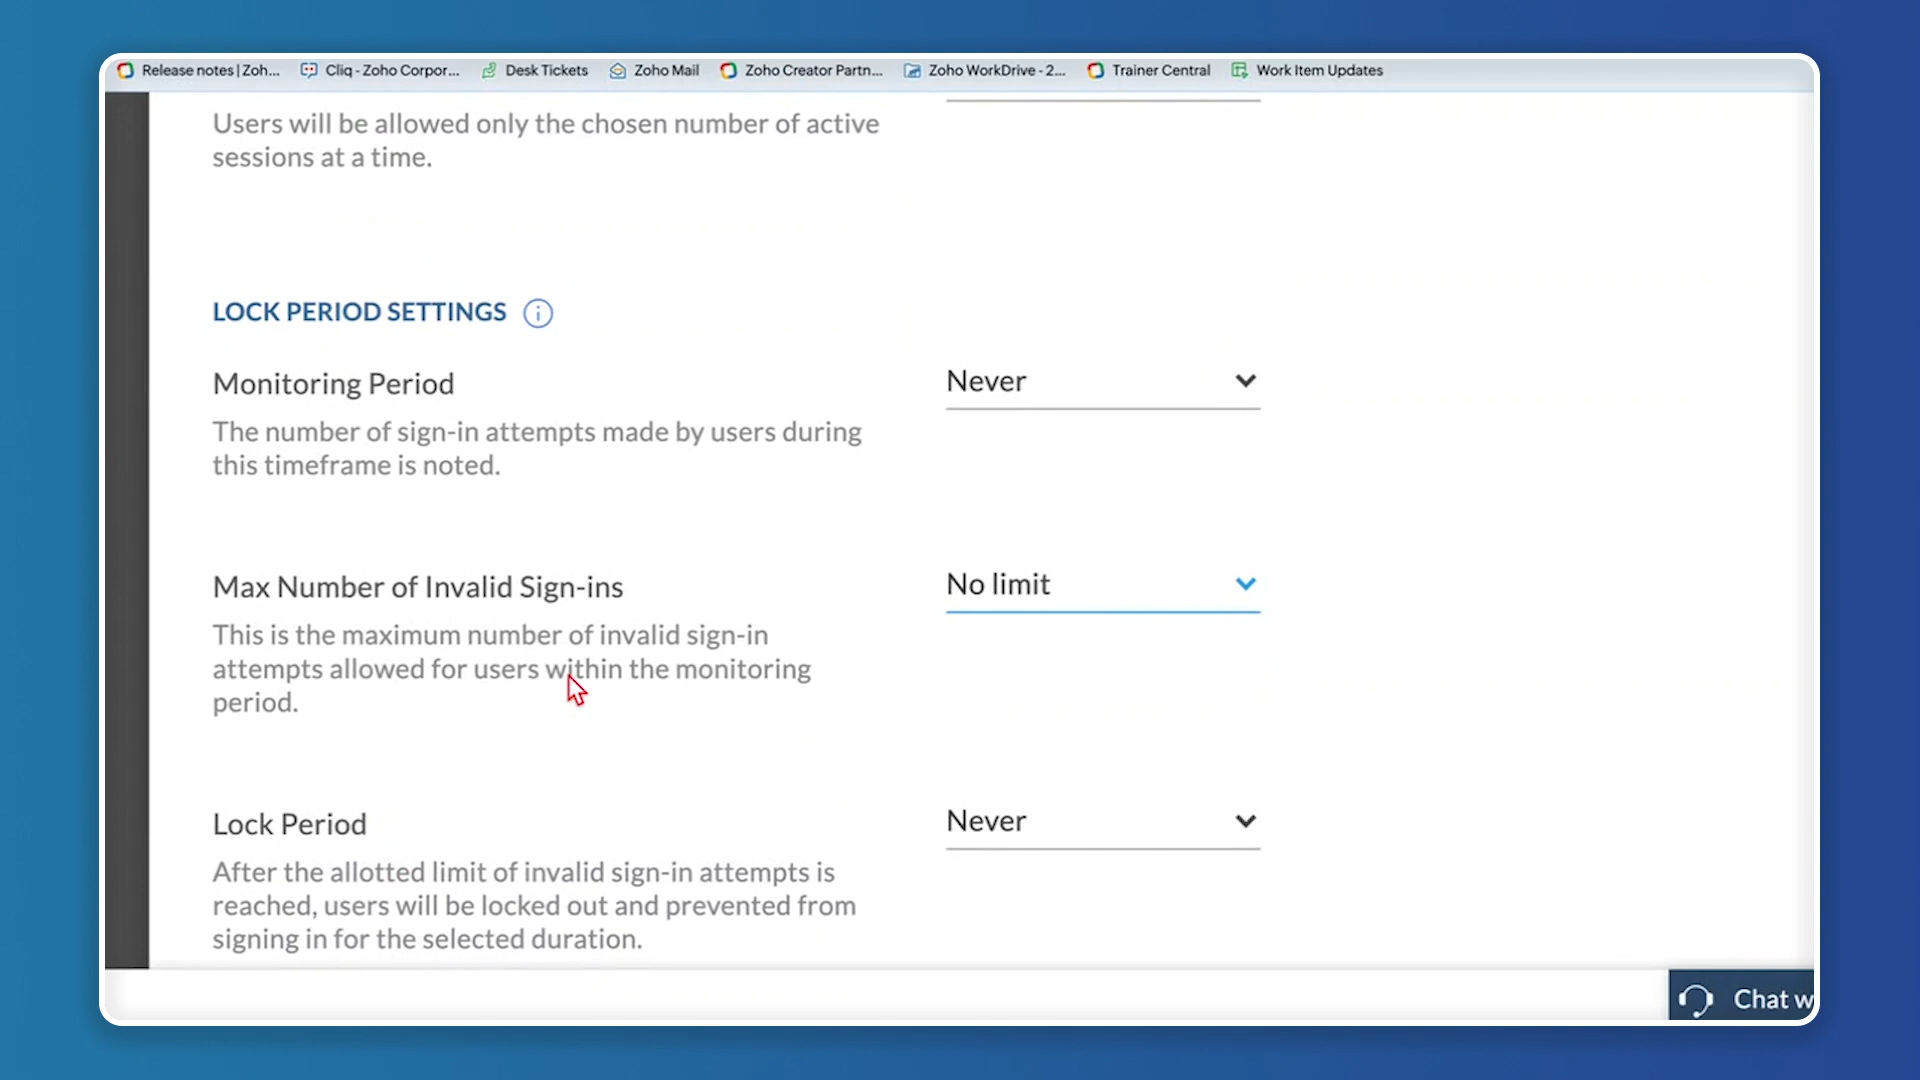 Release notes | Zoh...
Cliq - Zoho Corpor...
Desk Tickets
Zoho Mail
Zoho Creator Partn...
Zoho WorkDrive - 2...
Trainer Central
Work Item Updates
Users will be allowed only the chosen number of active
sessions at a time.
LOCK PERIOD SETTINGS
Monitoring Period
Never
The number of sign-in attempts made by users during
this timeframe is noted.
Max Number of Invalid Sign-ins
No limit
This is the maximum number of invalid sign-in
attempts allowed for users within the monitoring
period.
Lock Period
Never
After the allotted limit of invalid sign-in attempts is
reached, users will be locked out and prevented from
signing in for the selected duration.
Chat w